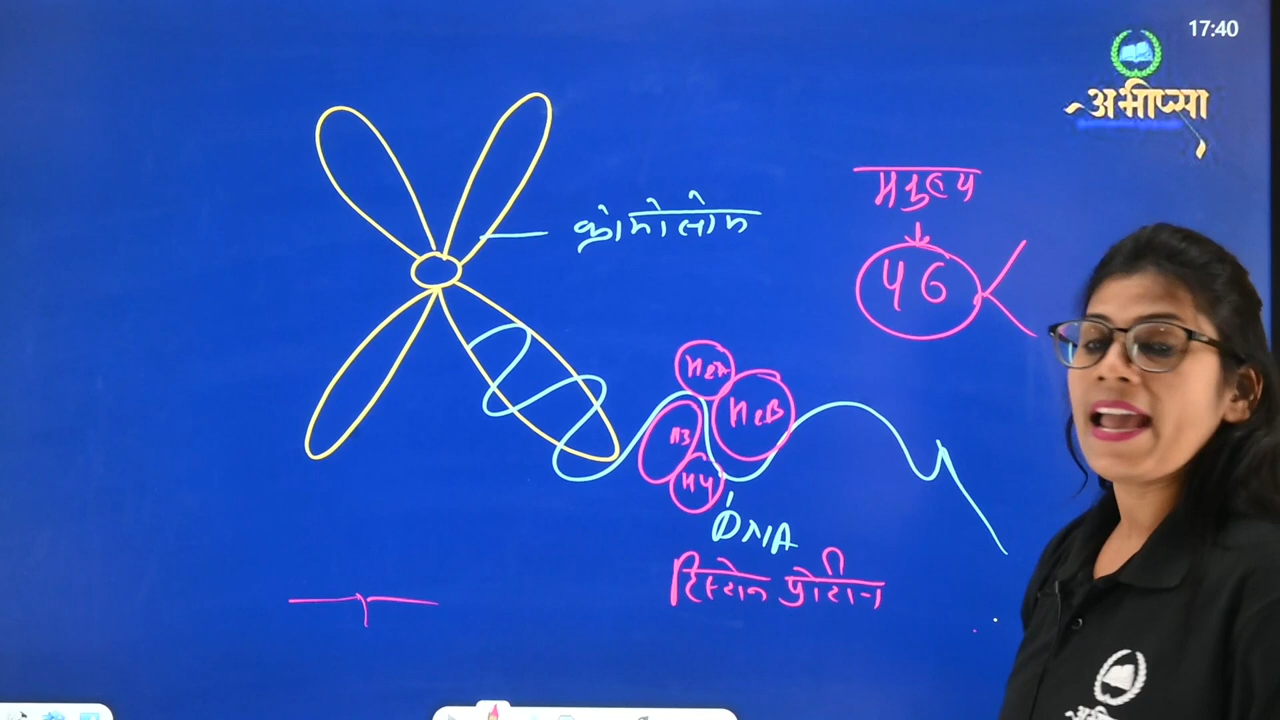 17:40
अभीप्सा
मनुष्य
46
क्रोमोसोम
H2A
H2B
H3
H4
DNA
हिस्टोन प्रोटीन